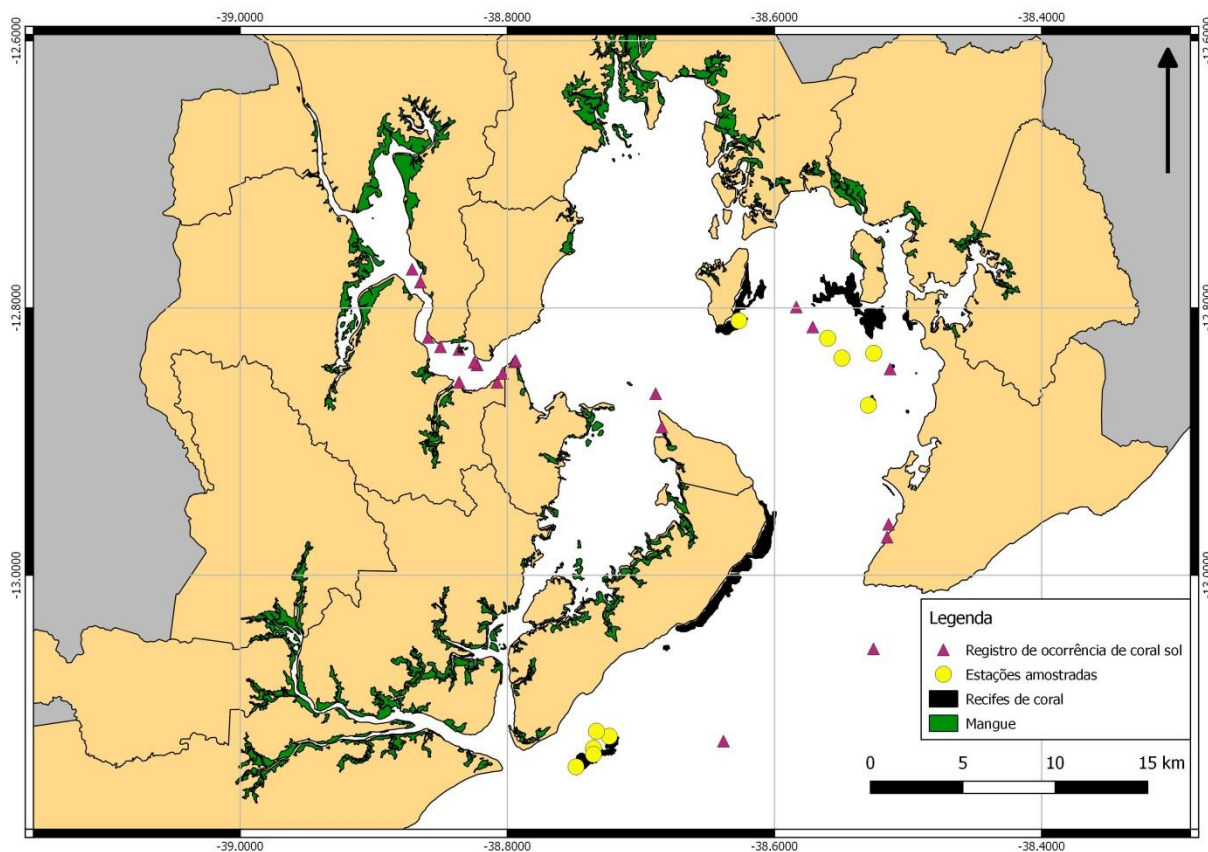 -39.0000 -38.8000 -38.6000 -38.4000
-12.6000 -12.6000
-12.8000 -12.8000
-13.0000 -13.0000
Legenda
Registro de ocorrência de coral sol
Estações amostradas
Recifes de coral
Mangue
0 5 10 15 km
-39.0000 -38.8000 -38.6000 -38.4000